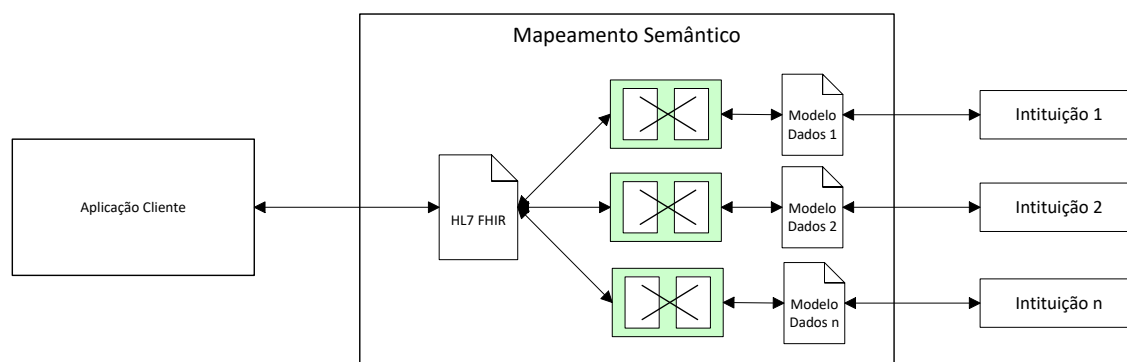 Mapeamento Semântico
Aplicação Cliente
HL7 FHIR
Modelo
Dados 1
Intituição 1
Modelo
Dados 2
Intituição 2
Modelo
Dados n
Intituição n